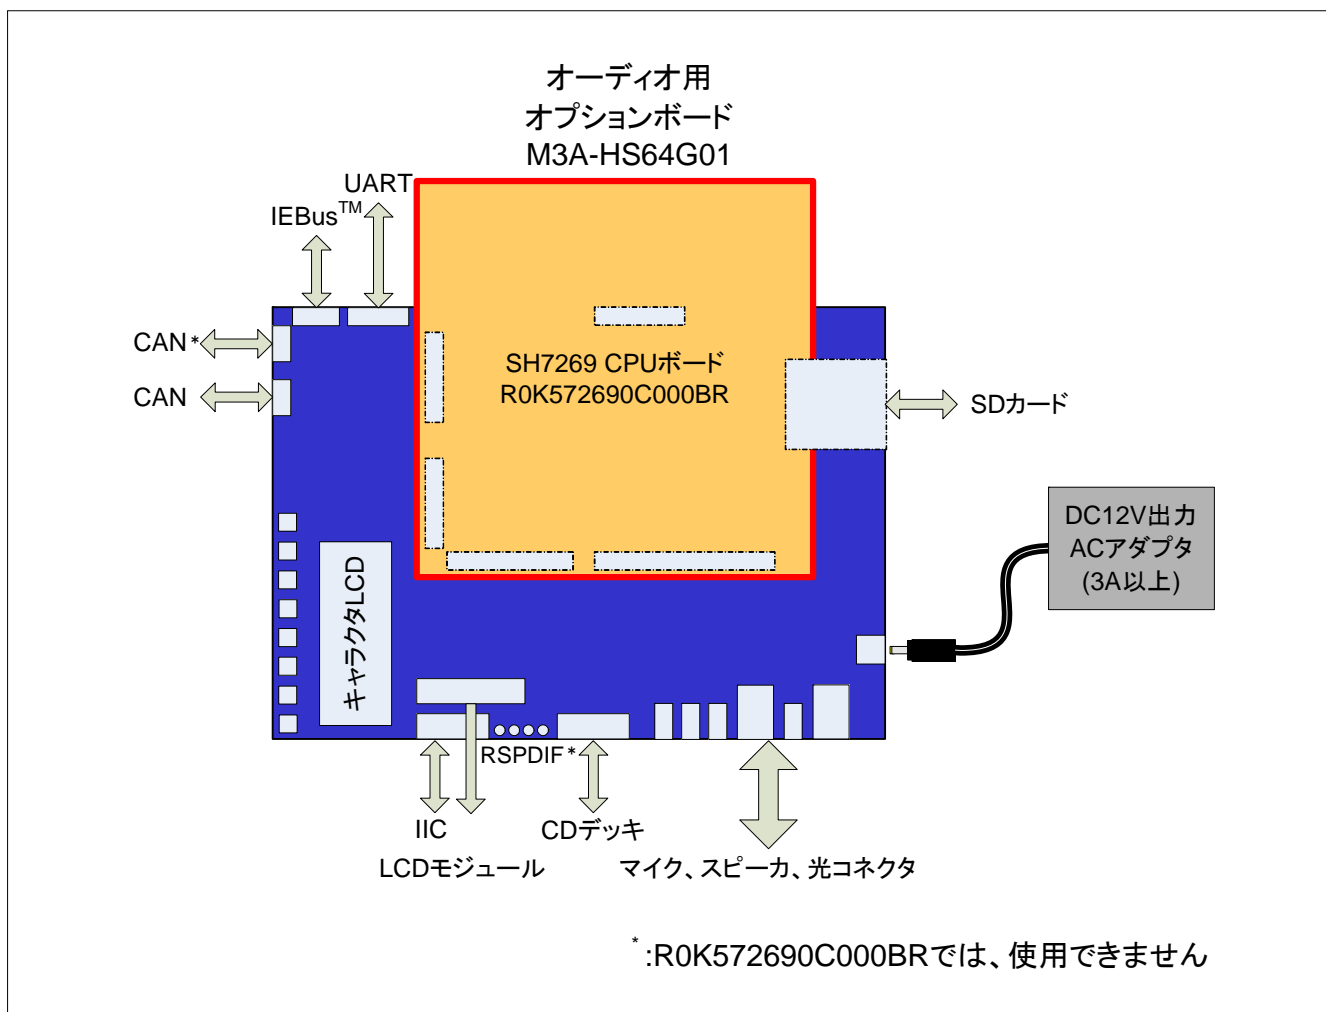 オーディオ用
オプションボード
M3A-HS64G01
UART
IEBus™
CAN*
CAN
SH7269 CPUボード
R0K572690C000BR
SDカード
DC12V出力
ACアダプタ
(3A以上)
キャラクタLCD
RSPDIF*
IIC
CDデッキ
LCDモジュール
マイク、スピーカ、光コネクタ
*:R0K572690C000BRでは、使用できません